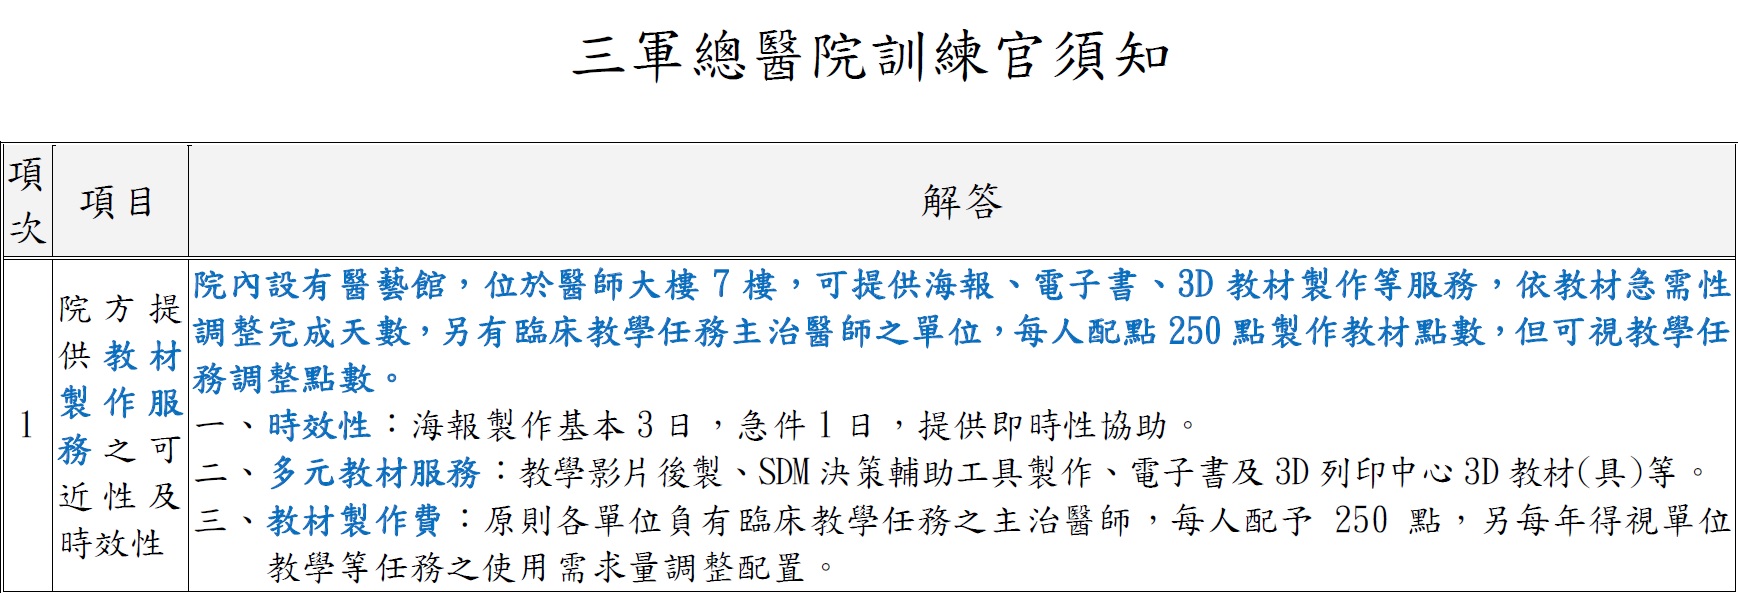 三軍總醫院訓練官須知
項次
項目
解答
1
院方提
供教材
製作服
務之可
近性及
時效性
院內設有醫藝館，位於醫師大樓 7 樓，可提供海報、電子書、3D 教材製作等服務，依教材急需性
調整完成天數，另有臨床教學任務主治醫師之單位，每人配點 250 點製作教材點數，但可視教學任
務調整點數。
一、時效性：海報製作基本 3 日，急件 1 日，提供即時性協助。
二、多元教材服務：教學影片後製、SDM 決策輔助工具製作、電子書及 3D 列印中心 3D 教材(具)等。
三、教材製作費：原則各單位負有臨床教學任務之主治醫師，每人配予 250 點，另每年得視單位
教學等任務之使用需求量調整配置。